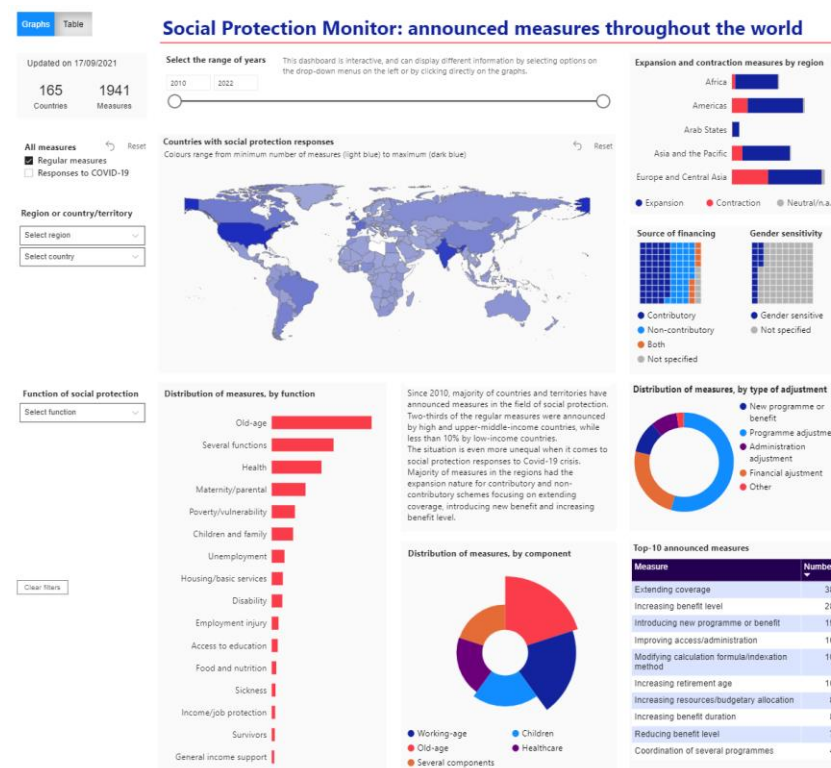 Graphs Table
Social Protection Monitor: announced measures throughout the world
Updated on 17/09/2021
165 1941
Countries Measures
All measures Reset
Regular measures
Responses to COVID-19
Region or country/territory
Select region
Select country
Function of social protection
Select function
Clear filters
Select the range of years
2010 2022
This dashboard is interactive, and can display different information by selecting options on
the drop-down menus on the left or by clicking directly on the graphs.
Countries with social protection responses Reset
Colours range from minimum number of measures (light blue) to maximum (dark blue)
Expansion and contraction measures by region
Africa
Americas
Arab States
Asia and the Pacific
Europe and Central Asia
Expansion Contraction Neutral/n.a.
Source of financing
Contributory
Non-contributory
Both
Not specified
Gender sensitivity
Gender sensitive
Not specified
Distribution of measures, by function
Old-age
Several functions
Health
Maternity/parental
Poverty/vulnerability
Children and family
Unemployment
Housing/basic services
Disability
Employment injury
Access to education
Food and nutrition
Sickness
Income/job protection
Survivors
General income support
Since 2010, majority of countries and territories have
announced measures in the field of social protection.
Two-thirds of the regular measures were announced
by high and upper-middle-income countries, while
less than 10% by low-income countries.
The situation is even more unequal when it comes to
social protection responses to Covid-19 crisis.
Majority of measures in the regions had the
expansion nature for contributory and non-
contributory schemes focusing on extending
coverage, introducing new benefit and increasing
benefit level.
Distribution of measures, by component
Working-age Children
Old-age Healthcare
Several components
Distribution of measures, by type of adjustment
New programme or
benefit
Programme adjustme
Administration
adjustment
Financial ajustment
Other
Top-10 announced measures
Measure Numbe
Extending coverage
Increasing benefit level
Introducing new programme or benefit
Improving access/administration
Modifying calculation formula/indexation
method
Increasing retirement age
Increasing resources/budgetary allocation
Increasing benefit duration
Reducing benefit level
Coordination of several programmes